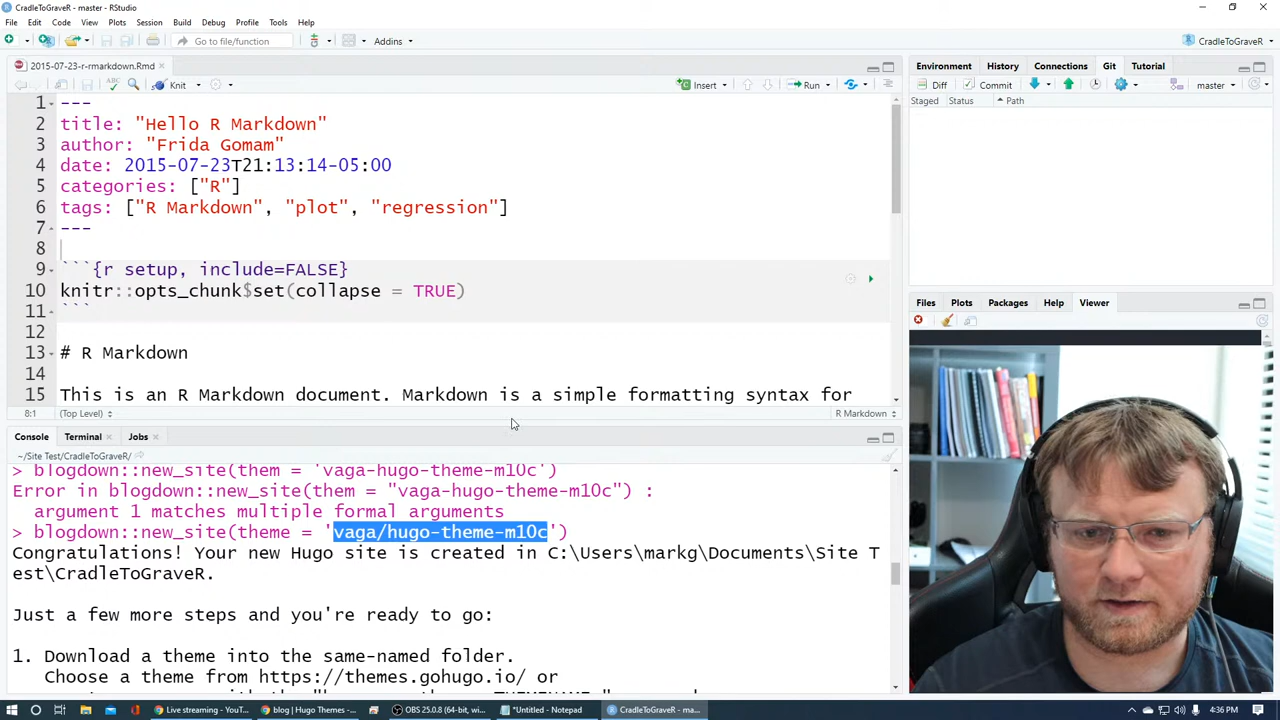 CradleToGraveR - master - RStudio
File Edit Code View Plots Session Build Debug Profile Tools Help
Go to file/function Addins CradleToGraveR
2015-07-23-r-rmarkdown.Rmd
Knit Insert Run
1 ---
2 title: "Hello R Markdown"
3 author: "Frida Gomam"
4 date: 2015-07-23T21:13:14-05:00
5 categories: ["R"]
6 tags: ["R Markdown", "plot", "regression"]
7 ---
8
9 ```{r setup, include=FALSE}
10 knitr::opts_chunk$set(collapse = TRUE)
11 ```
12
13 # R Markdown
14
15 This is an R Markdown document. Markdown is a simple formatting syntax for
8:1 (Top Level) R Markdown
Console Terminal Jobs
~/Site Test/CradleToGraveR/
> blogdown::new_site(them = 'vaga-hugo-theme-m10c')
Error in blogdown::new_site(them = "vaga-hugo-theme-m10c") :
argument 1 matches multiple formal arguments
> blogdown::new_site(theme = 'vaga/hugo-theme-m10c')
Congratulations! Your new Hugo site is created in C:\Users\markg\Documents\Site T
est\CradleToGraveR.
Just a few more steps and you're ready to go:
1. Download a theme into the same-named folder.
Choose a theme from https://themes.gohugo.io/ or
Environment History Connections Git Tutorial
Diff Commit master
Staged Status Path
Files Plots Packages Help Viewer
Live streaming - YouT...
blog | Hugo Themes - ...
OBS 25.0.8 (64-bit, w...
*Untitled - Notepad
CradleToGraveR - ma...
4:36 PM